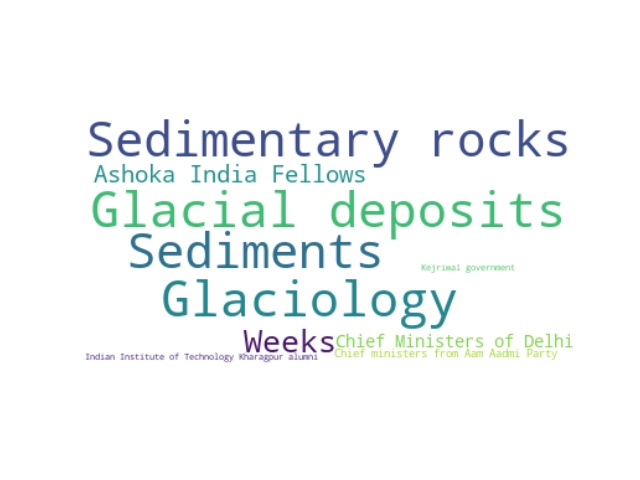 Sedimentary rocks
Ashoka India Fellows
Glacial deposits
Sediments
Kejriwal government
Glaciology
Weeks
Chief Ministers of Delhi
Chief ministers from Aam Aadmi Party
Indian Institute of Technology Kharagpur alumni